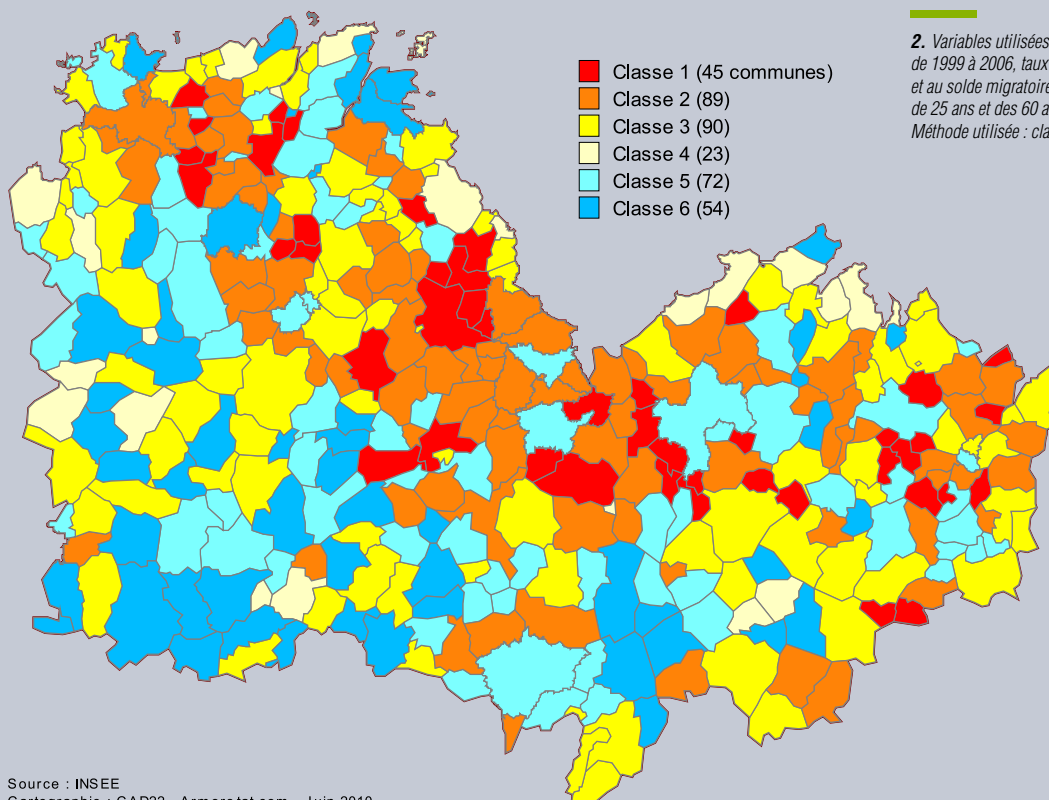 2. Variables utilisées
de 1999 à 2006, taux
et au solde migratoire
de 25 ans et des 60 a
Méthode utilisée : cla
Classe 1 (45 communes)
Classe 2 (89)
Classe 3 (90)
Classe 4 (23)
Classe 5 (72)
Classe 6 (54)
Source : INSEE